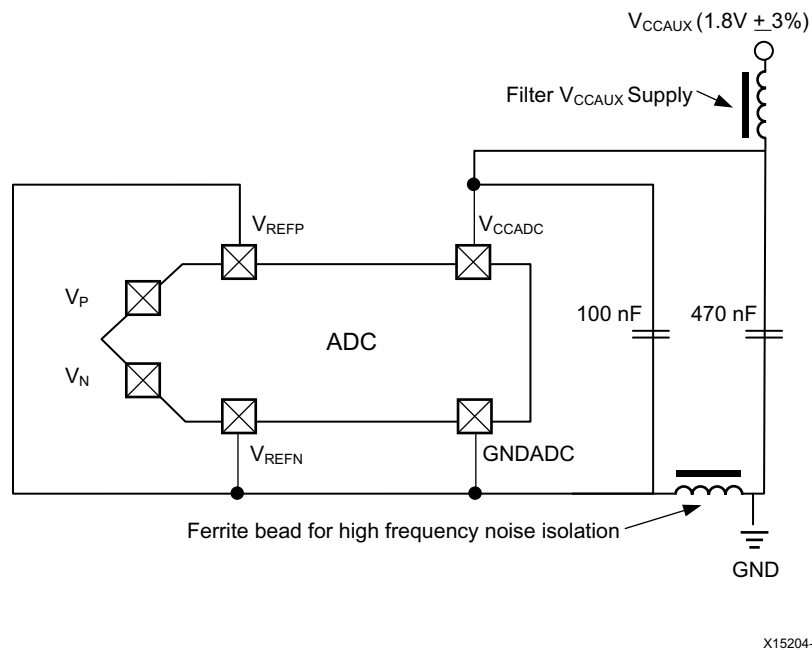 VCCAUX (1.8V ± 3%)
Filter VCCAUX Supply
VREFP
VCCADC
VP
100 nF
470 nF
ADC
VN
VREFN
GNDADC
Ferrite bead for high frequency noise isolation
GND
X15204-